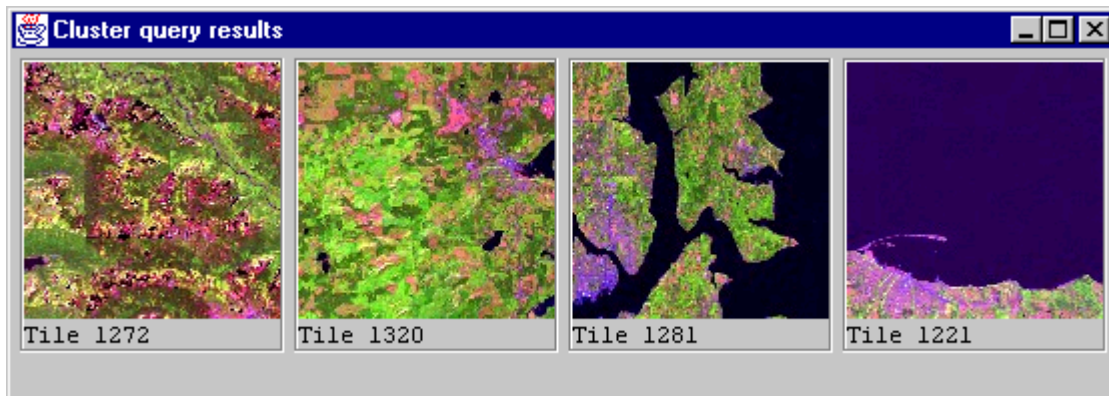 Cluster query results
Tile 1272
Tile 1320
Tile 1281
Tile 1221